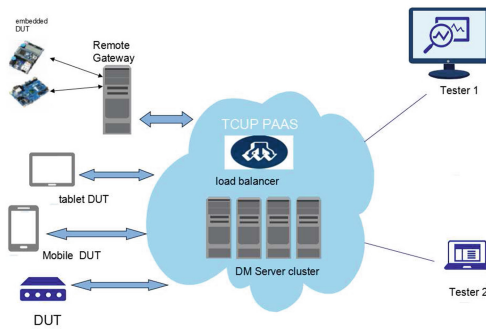 embedded
DUT
Remote
Gateway
Tester 1
TCUP PAAS
load balancer
tablet DUT
Mobile DUT
DM Server cluster
Tester 2
DUT